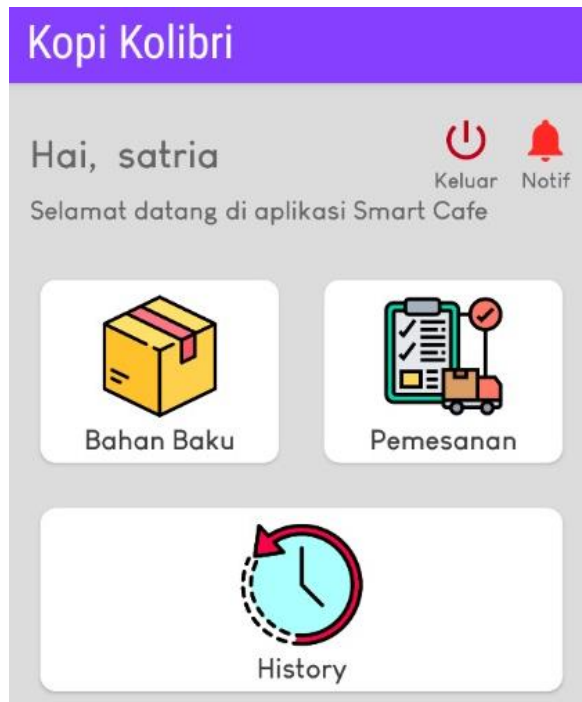 Kopi Kolibri
Hai, satria
Keluar Notif
Selamat datang di aplikasi Smart Cafe
Bahan Baku
Pemesanan
History